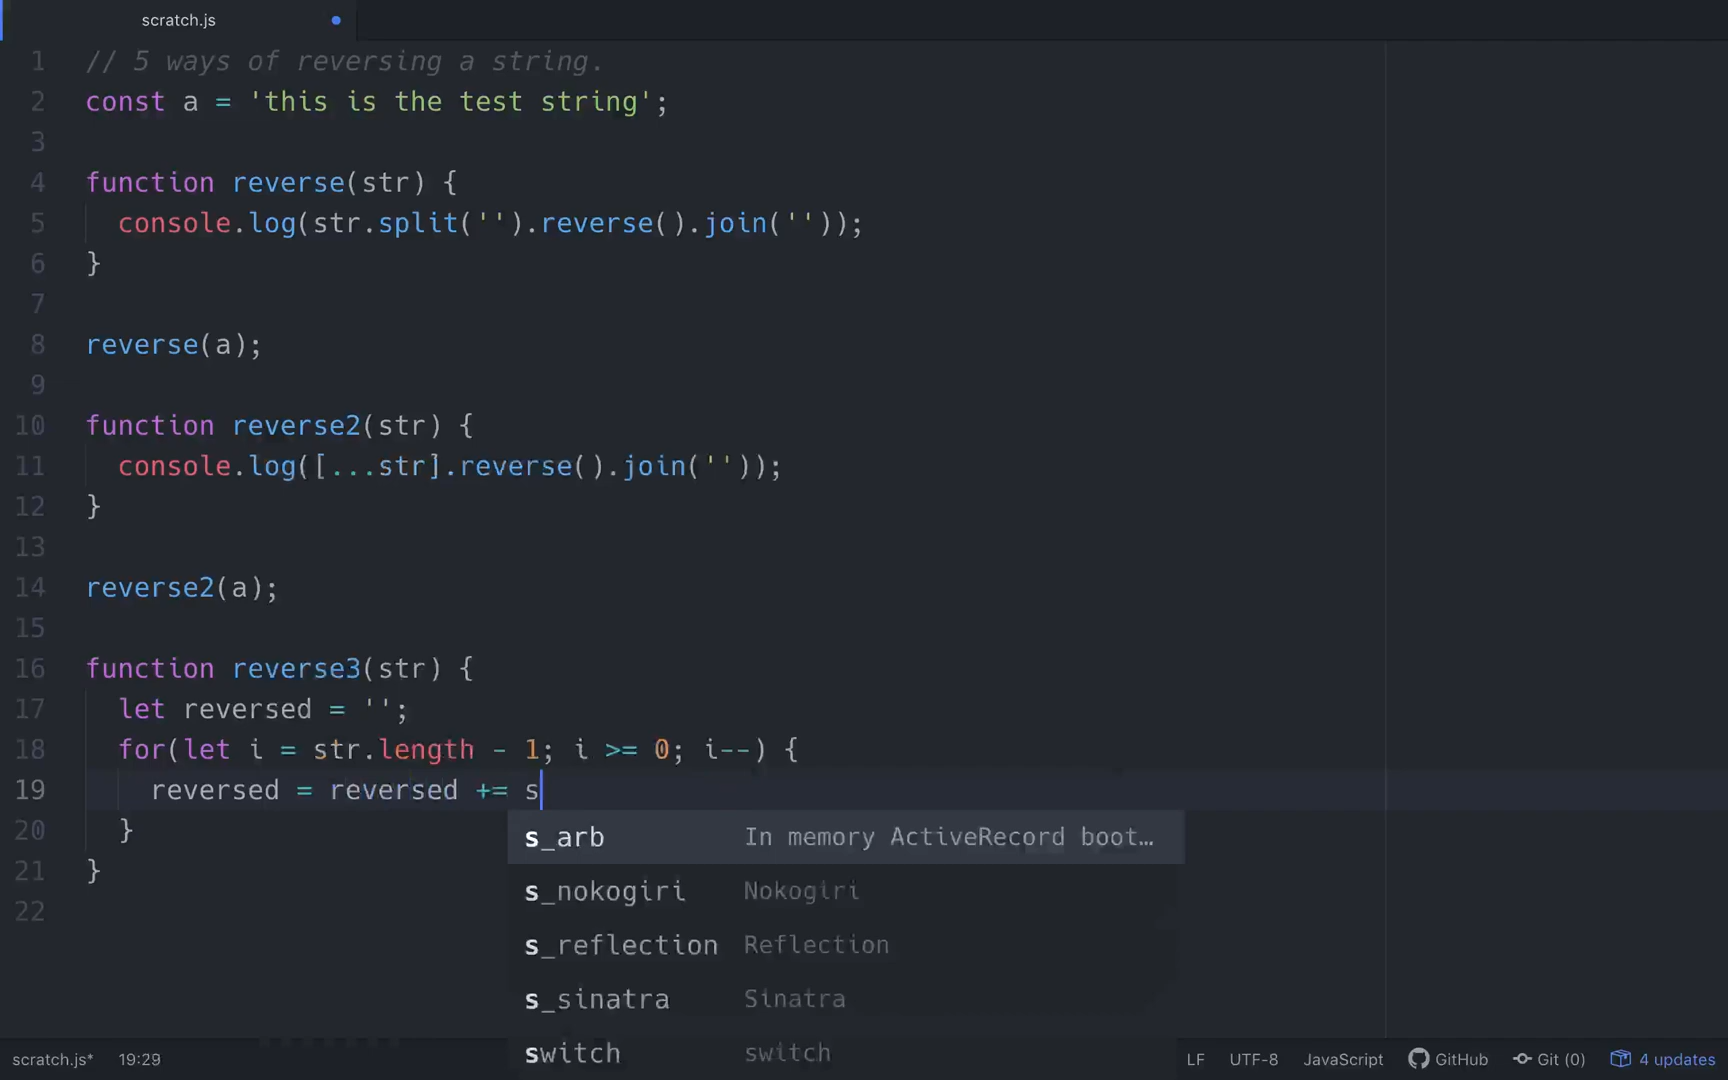 scratch.js
1 // 5 ways of reversing a string.
2 const a = 'this is the test string';
3
4 function reverse(str) {
5 console.log(str.split('').reverse().join(''));
6 }
7
8 reverse(a);
9
10 function reverse2(str) {
11 console.log([...str].reverse().join(''));
12 }
13
14 reverse2(a);
15
16 function reverse3(str) {
17 let reversed = '';
18 for(let i = str.length - 1; i >= 0; i--) {
19 reversed = reversed += s
20 }
21 }
22
s_arb In memory ActiveRecord boot…
s_nokogiri Nokogiri
s_reflection Reflection
s_sinatra Sinatra
switch switch
scratch.js* 19:29 LF UTF-8 JavaScript GitHub Git (0) 4 updates